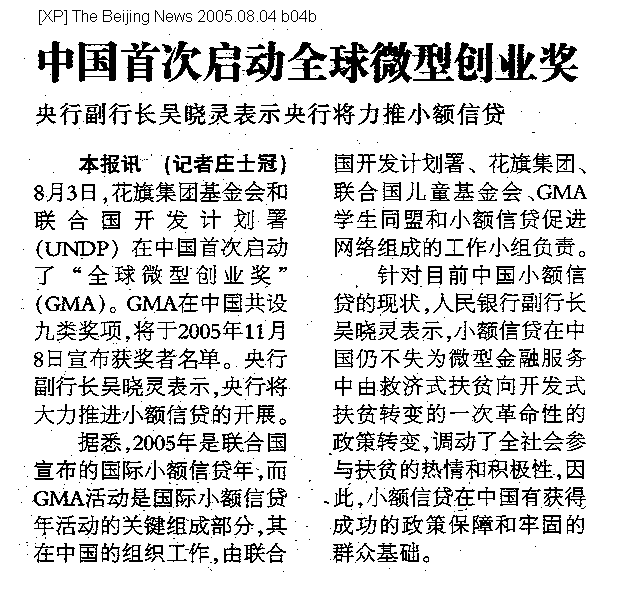 [XP] The Beijing News 2005.08.04 b04b
中国首次启动全球微型创业奖
央行副行长吴晓灵表示央行将力推小额信贷
本报讯 (记者庄士冠)
8月3日,花旗集团基金会和
联合国开发计划署
(UNDP) 在中国首次启动
了“全球微型创业奖”
(GMA)。GMA在中国共设
九类奖项,将于2005年11月
8日宣布获奖者名单。央行
副行长吴晓灵表示,央行将
大力推进小额信贷的开展。
据悉,2005年是联合国
宣布的国际小额信贷年,而
GMA活动是国际小额信贷
年活动的关键组成部分,其
在中国的组织工作,由联合
国开发计划署、花旗集团、
联合国儿童基金会、GMA
学生同盟和小额信贷促进
网络组成的工作小组负责。
针对目前中国小额信
贷的现状,人民银行副行长
吴晓灵表示,小额信贷在中
国仍不失为微型金融服务
中由救济式扶贫向开发式
扶贫转变的一次革命性的
政策转变,调动了全社会参
与扶贫的热情和积极性,因
此,小额信贷在中国有获得
成功的政策保障和牢固的
群众基础。